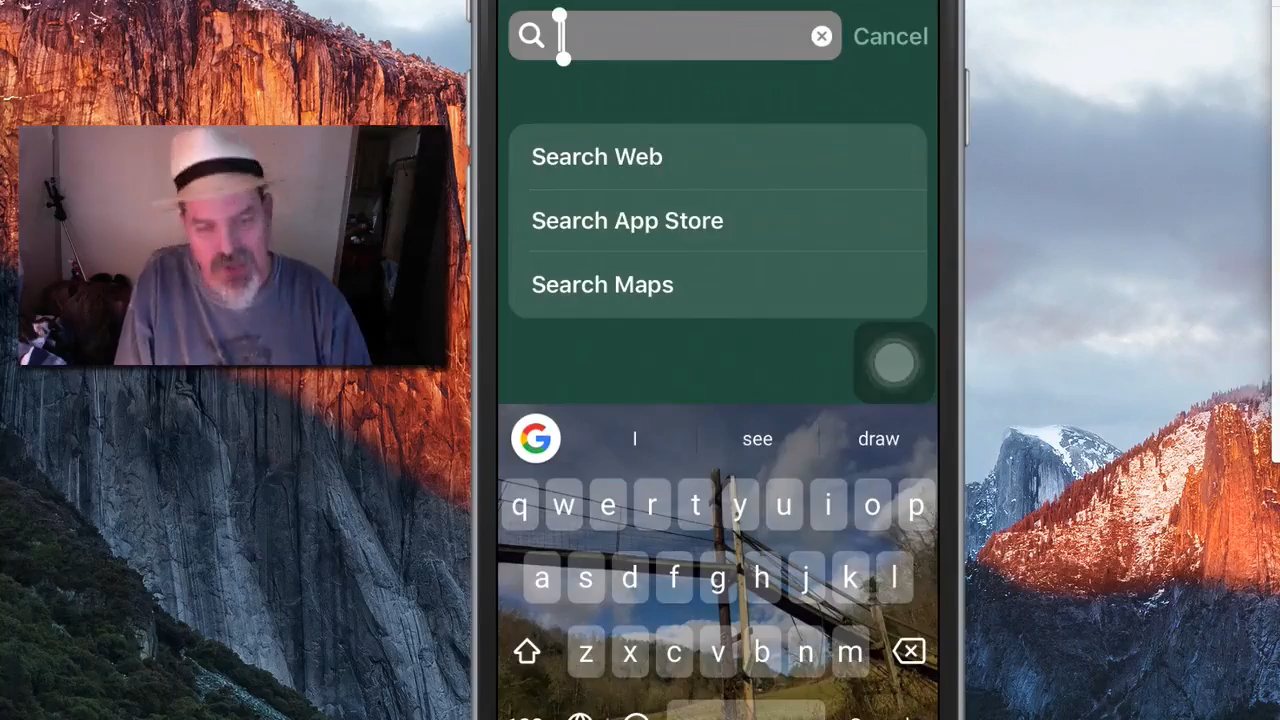 Cancel
Search Web
Search App Store
Search Maps
G I see draw
q w e r t y u i o p
a s d f g h j k l
z x c v b n m